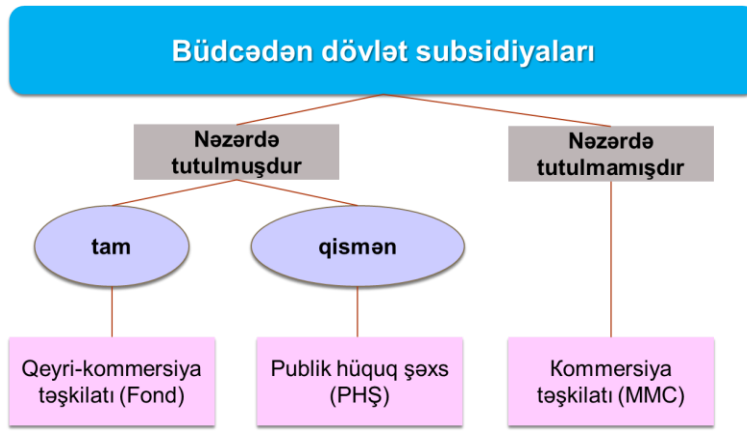 Büdcədən dövlət subsidiyaları
Nəzərdə
tutulmuşdur
Nəzərdə
tutulmamışdır
tam
qismən
Qeyri-kommersiya
təşkilatı (Fond)
Publik hüquq şəxs
(PHŞ)
Kommersiya
təşkilatı (MMC)